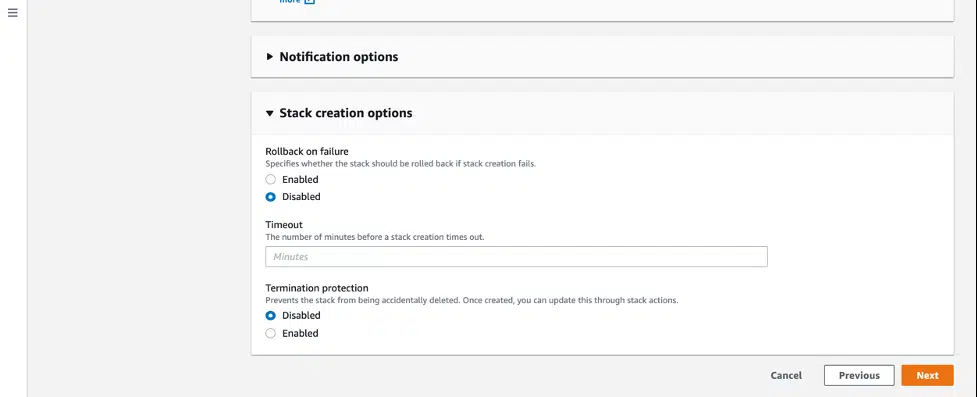 more
Notification options
Stack creation options
Rollback on failure
Specifies whether the stack should be rolled back if stack creation fails.
Enabled
Disabled
Timeout
The number of minutes before a stack creation times out.
Minutes
Termination protection
Prevents the stack from being accidentally deleted. Once created, you can update this through stack actions.
Disabled
Enabled
Cancel Previous Next